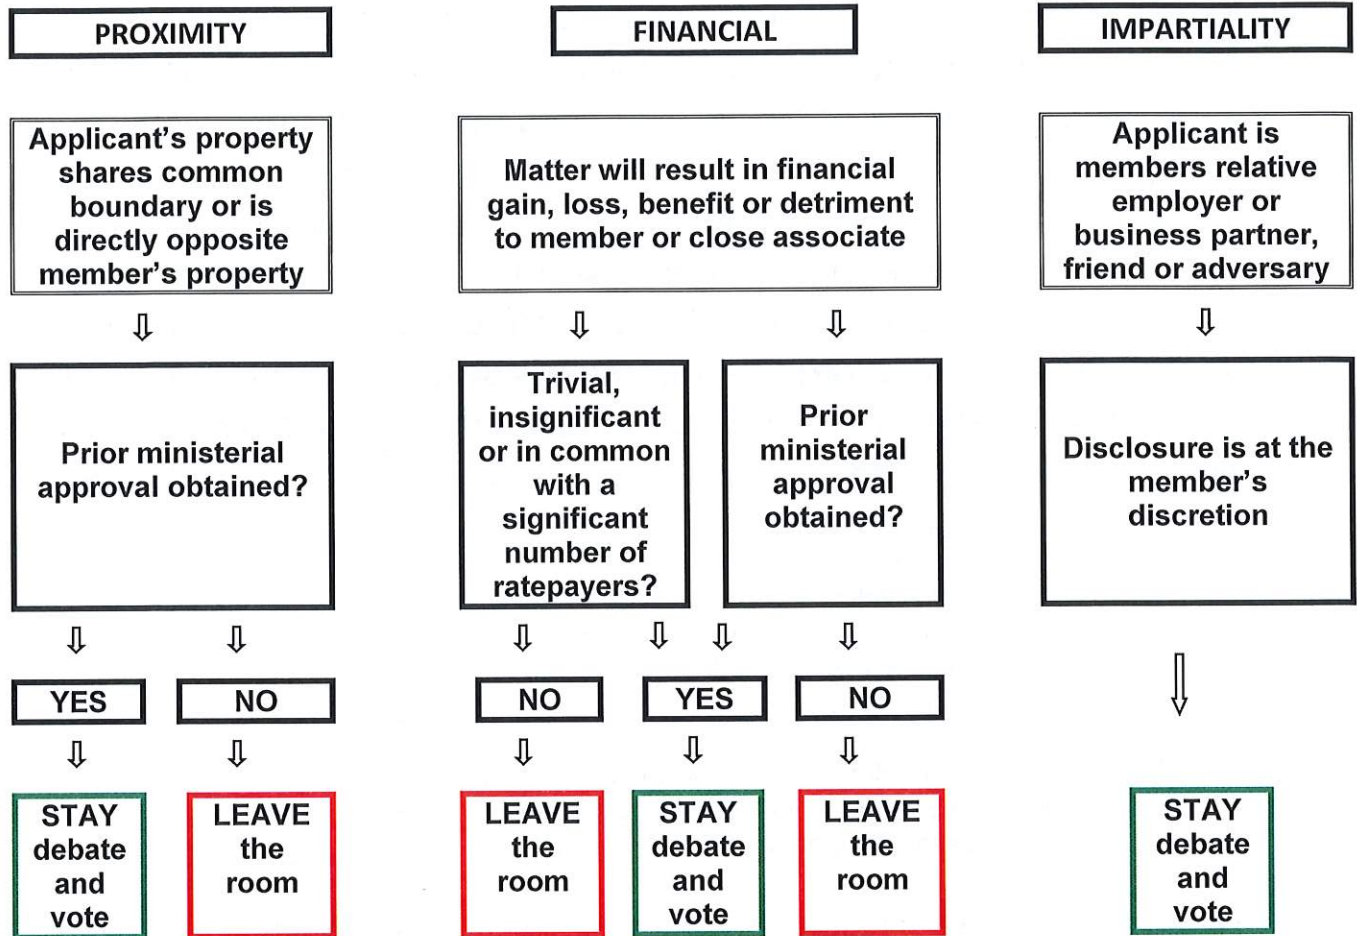 PROXIMITY
Applicant's property
shares common
boundary or is
directly opposite
member's property
Prior ministerial
approval obtained?
YES
NO
STAY
debate
and
vote
LEAVE
the
room
FINANCIAL
Matter will result in financial
gain, loss, benefit or detriment
to member or close associate
Trivial,
insignificant
or in common
with a
significant
number of
ratepayers?
Prior
ministerial
approval
obtained?
NO
YES
NO
LEAVE
the
room
STAY
debate
and
vote
LEAVE
the
room
IMPARTIALITY
Applicant is
members relative
employer or
business partner,
friend or adversary
Disclosure is at the
member's
discretion
STAY
debate
and
vote